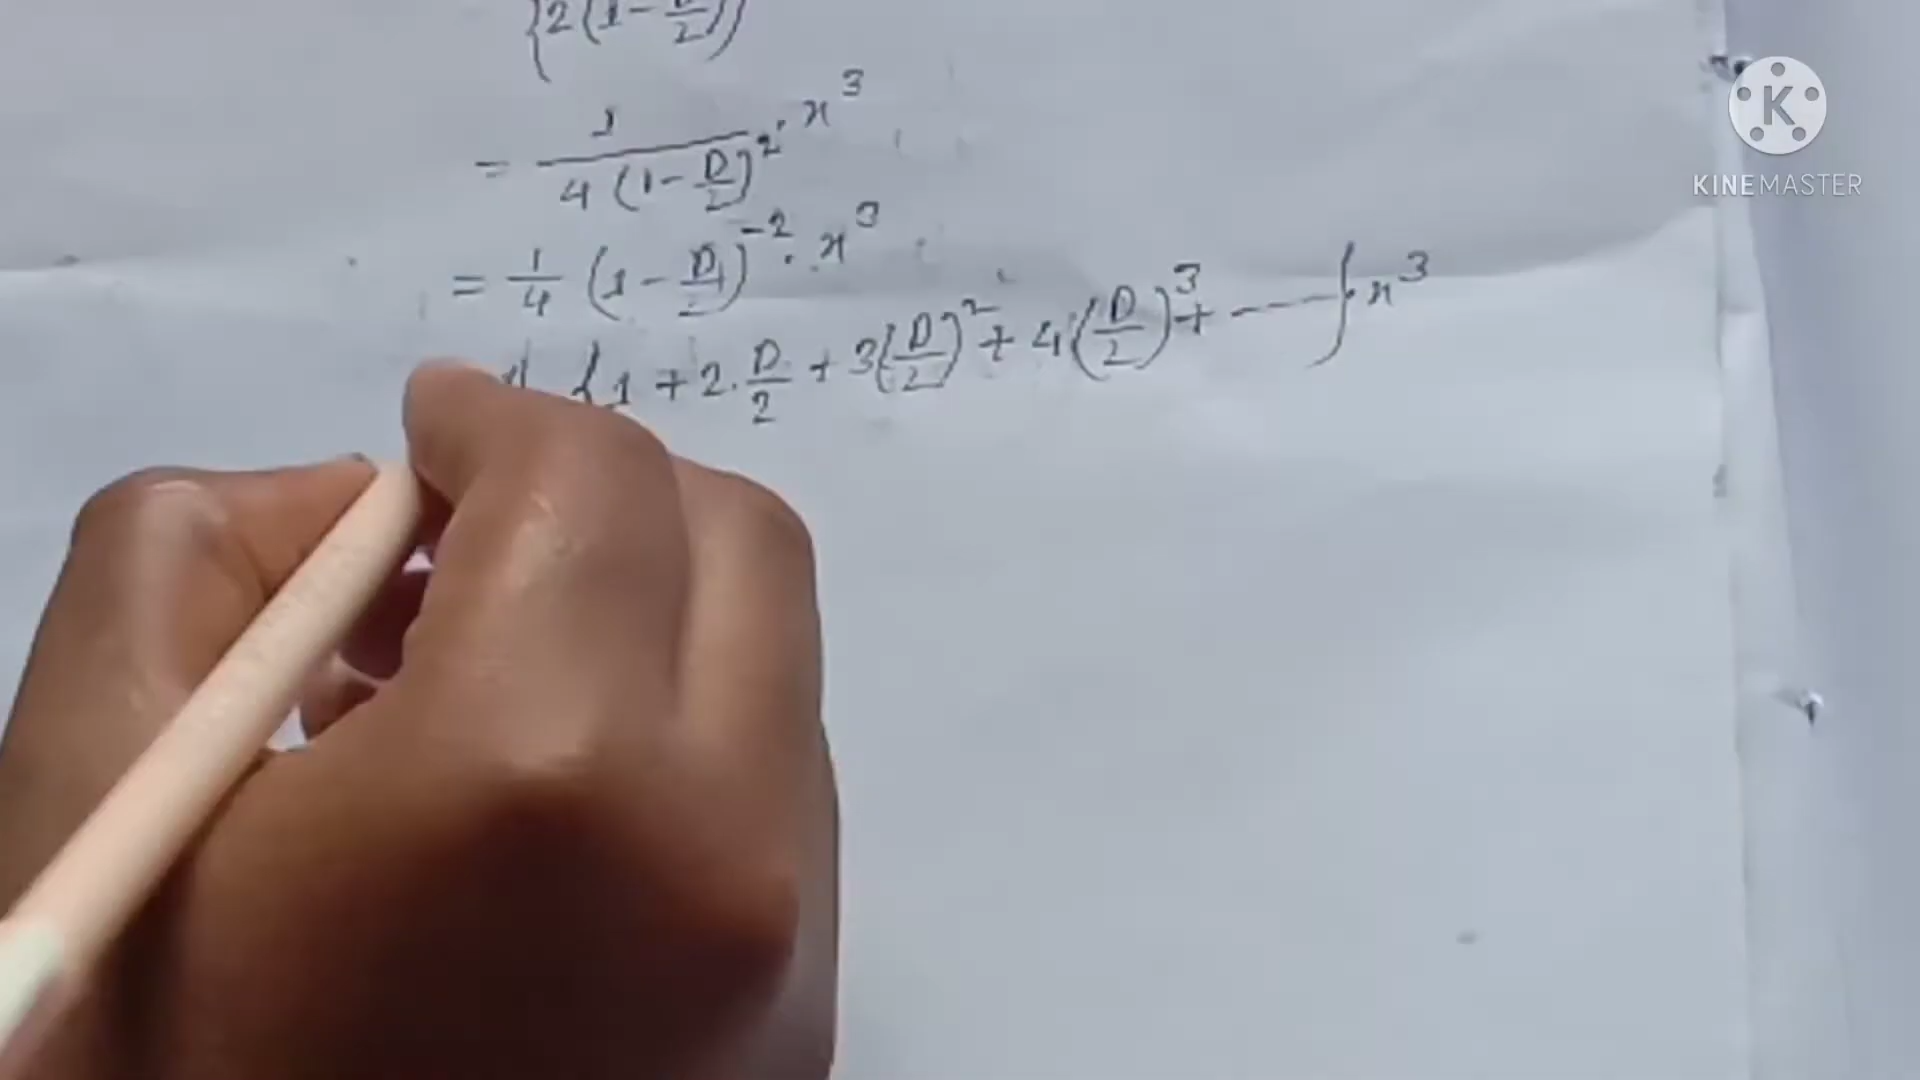 {2(1-D/2)}
= 1/4(1-D/2)². x³
= 1/4 (1-D/2)⁻². x³
{1 + 2.D/2 + 3(D/2)² + 4(D/2)³ + ----}. x³
K
KINEMASTER